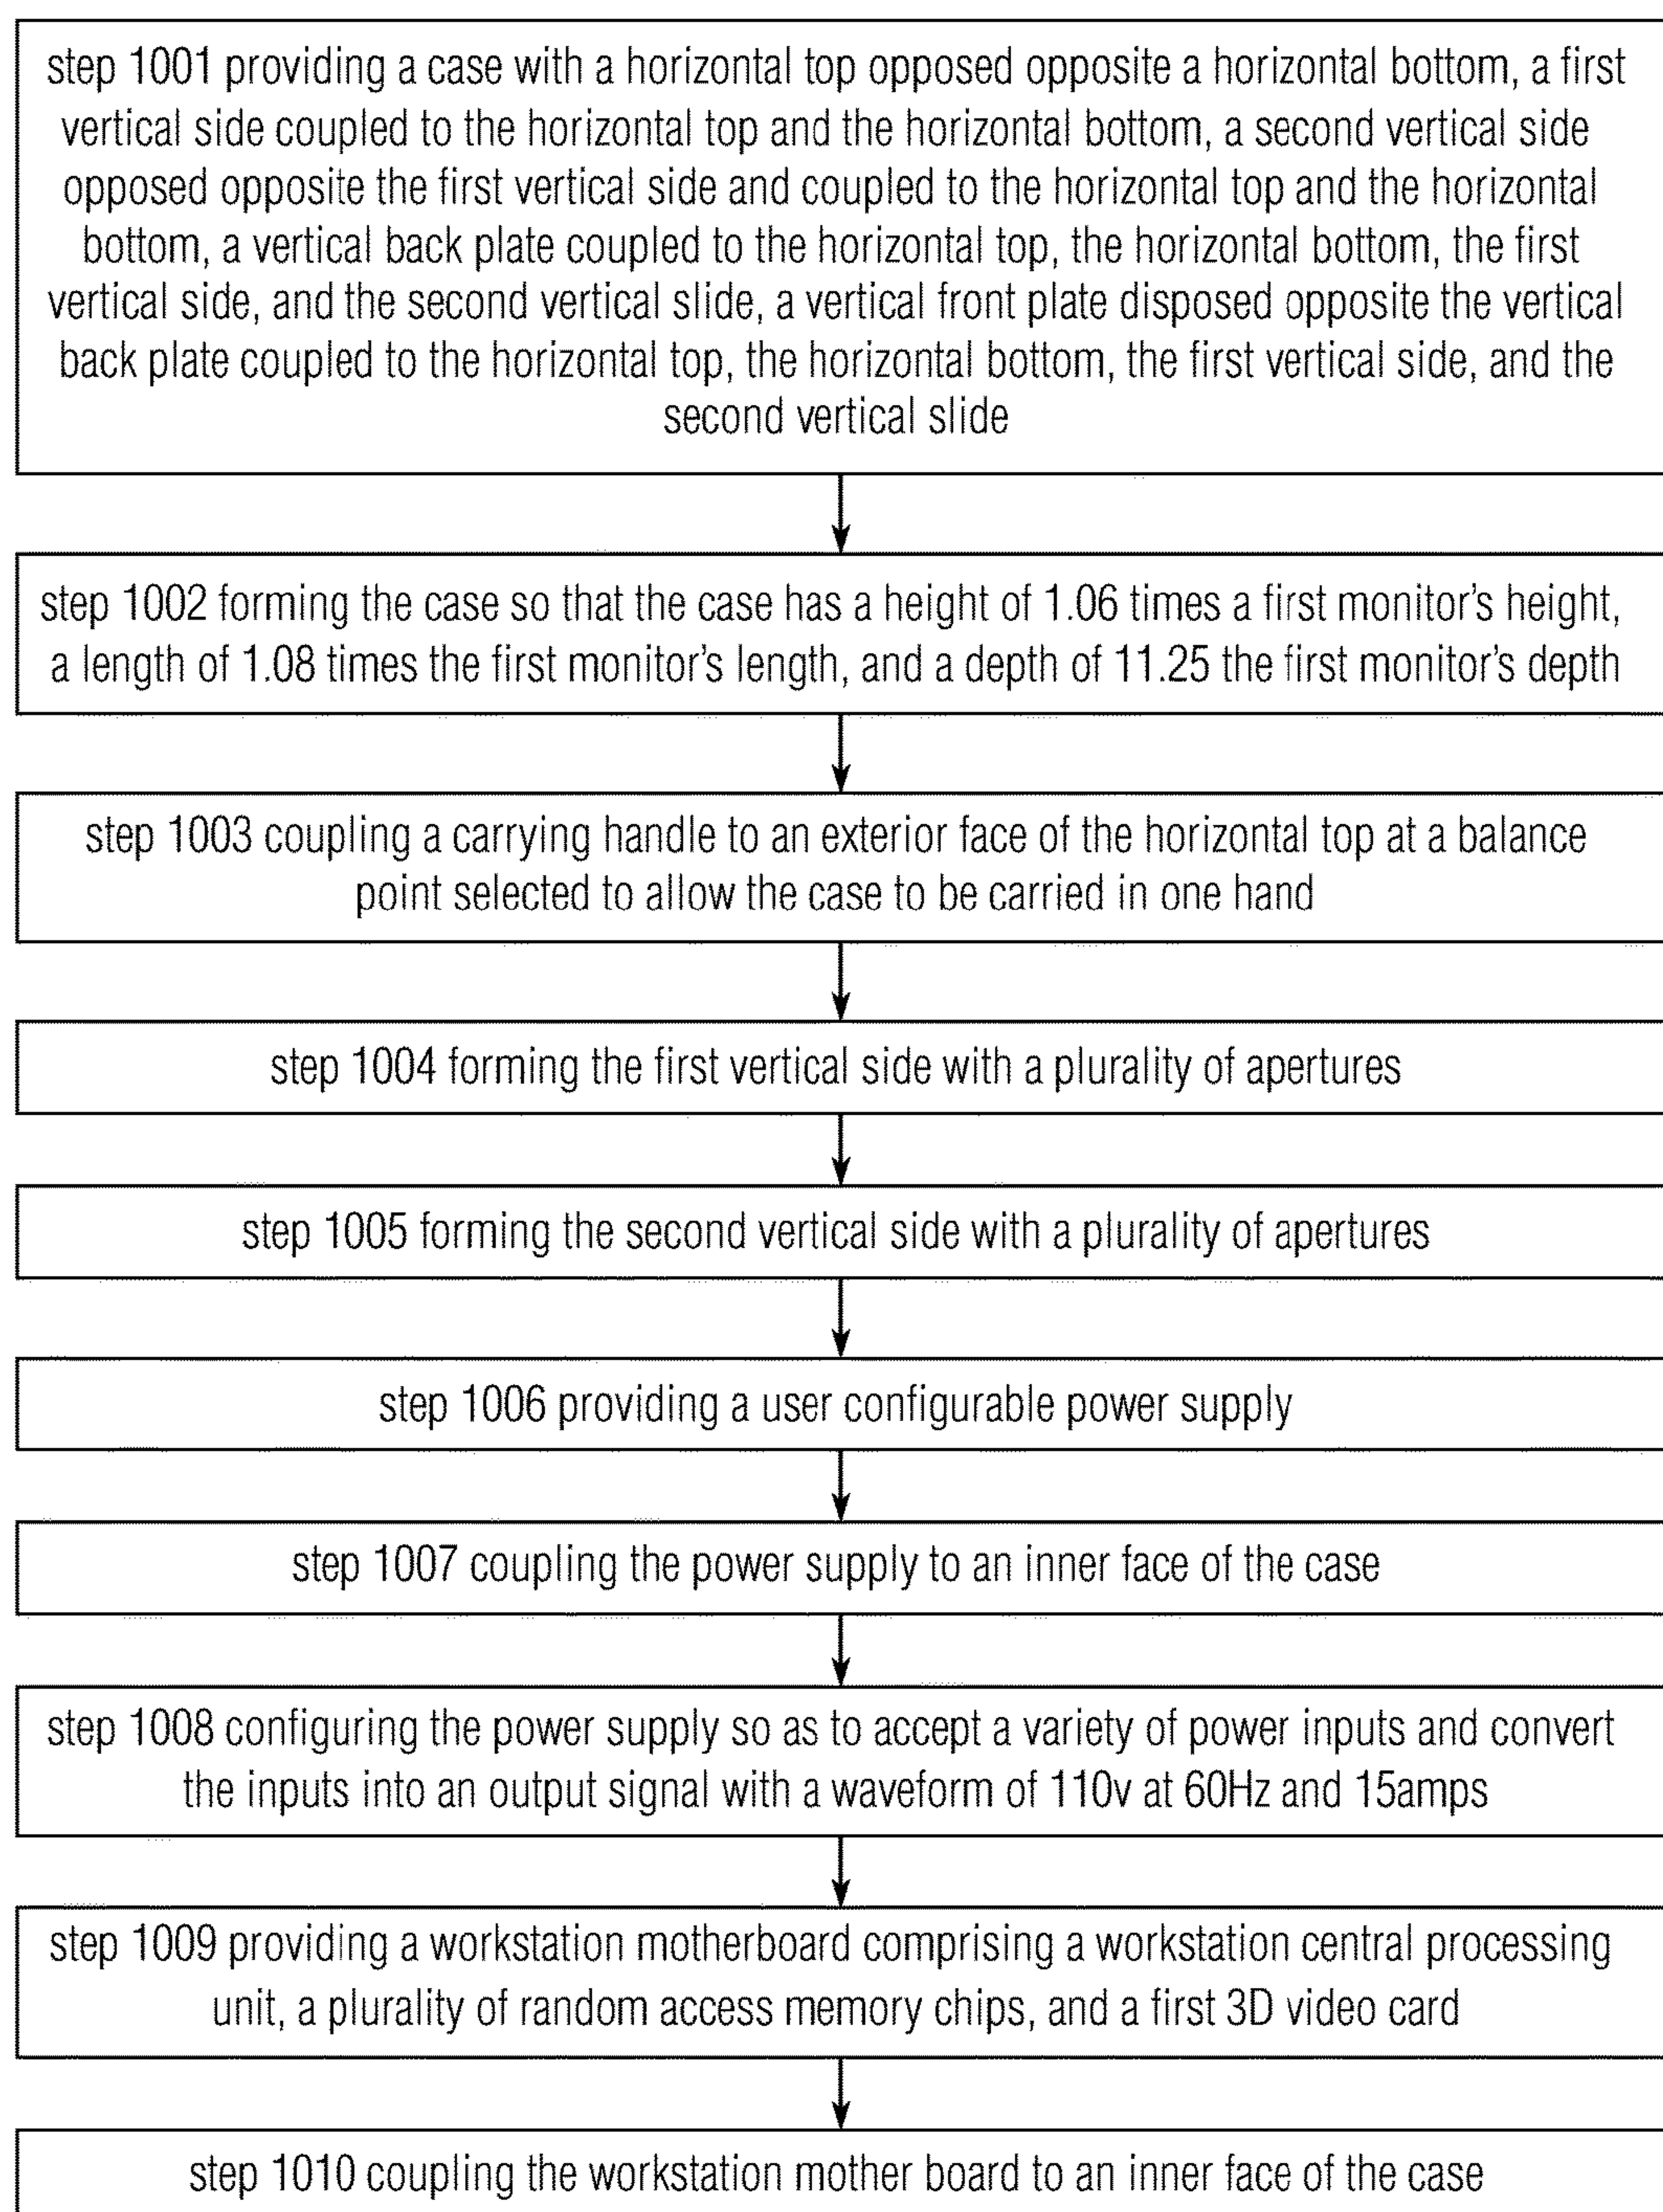 step 1001 providing a case with a horizontal top opposed opposite a horizontal bottom, a first
vertical side coupled to the horizontal top and the horizontal bottom, a second vertical side
opposed opposite the first vertical side and coupled to the horizontal top and the horizontal
bottom, a vertical back plate coupled to the horizontal top, the horizontal bottom, the first
vertical side, and the second vertical slide, a vertical front plate disposed opposite the vertical
back plate coupled to the horizontal top, the horizontal bottom, the first vertical side, and the
second vertical slide
step 1002 forming the case so that the case has a height of 1.06 times a first monitor's height,
a length of 1.08 times the first monitor's length, and a depth of 11.25 the first monitor's depth
step 1003 coupling a carrying handle to an exterior face of the horizontal top at a balance
point selected to allow the case to be carried in one hand
step 1004 forming the first vertical side with a plurality of apertures
step 1005 forming the second vertical side with a plurality of apertures
step 1006 providing a user configurable power supply
step 1007 coupling the power supply to an inner face of the case
step 1008 configuring the power supply so as to accept a variety of power inputs and convert
the inputs into an output signal with a waveform of 110v at 60Hz and 15amps
step 1009 providing a workstation motherboard comprising a workstation central processing
unit, a plurality of random access memory chips, and a first 3D video card
step 1010 coupling the workstation mother board to an inner face of the case